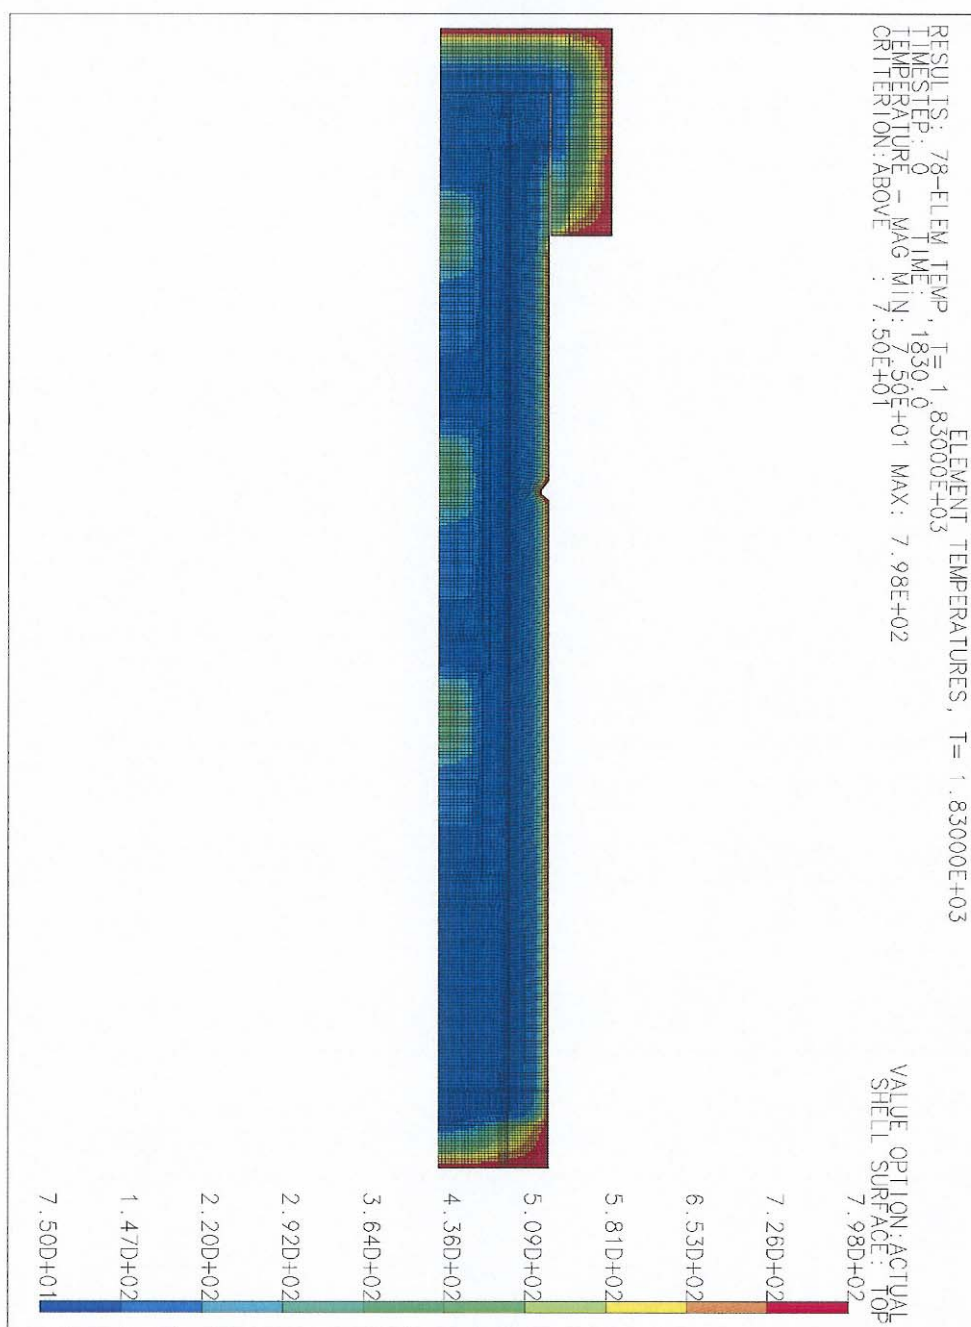 ELEMENT TEMPERATURES, T= 1.83000E+03
RESULTS: 78-ELEM TEMP, T= 1.83000E+03
TIMESTEP: 0 TIME: 1830.0
TEMPERATURE - MAG MIN: 7.50E+01 MAX: 7.98E+02
CRITERION:ABOVE : 7.50E+01
VALUE OPTION:ACTUAL
SHELL SURFACE: TOP
7.98D+02
7.26D+02
6.53D+02
5.81D+02
5.09D+02
4.36D+02
3.64D+02
2.92D+02
2.20D+02
1.47D+02
7.50D+01